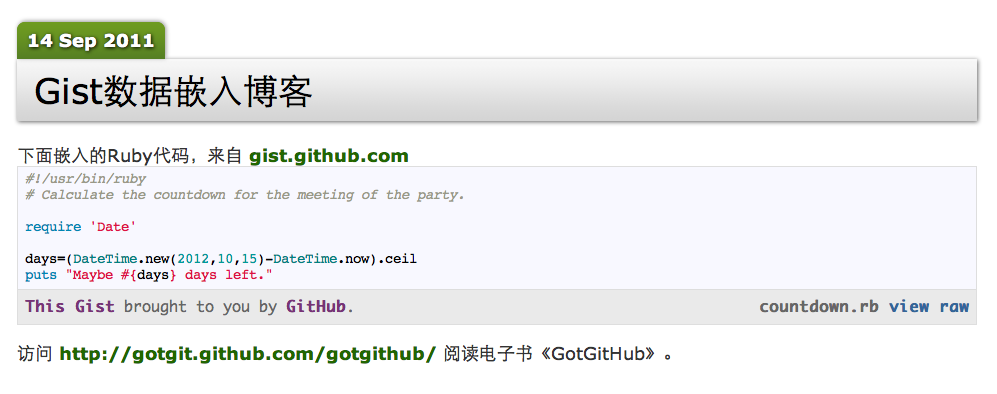 14 Sep 2011
Gist数据嵌入博客
下面嵌入的Ruby代码，来自 gist.github.com
#!/usr/bin/ruby
# Calculate the countdown for the meeting of the party.
require 'Date'
days=(DateTime.new(2012,10,15)-DateTime.now).ceil
puts "Maybe #{days} days left."
This Gist brought to you by GitHub.
countdown.rb view raw
访问 http://gotgit.github.com/gotgithub/ 阅读电子书《GotGitHub》。